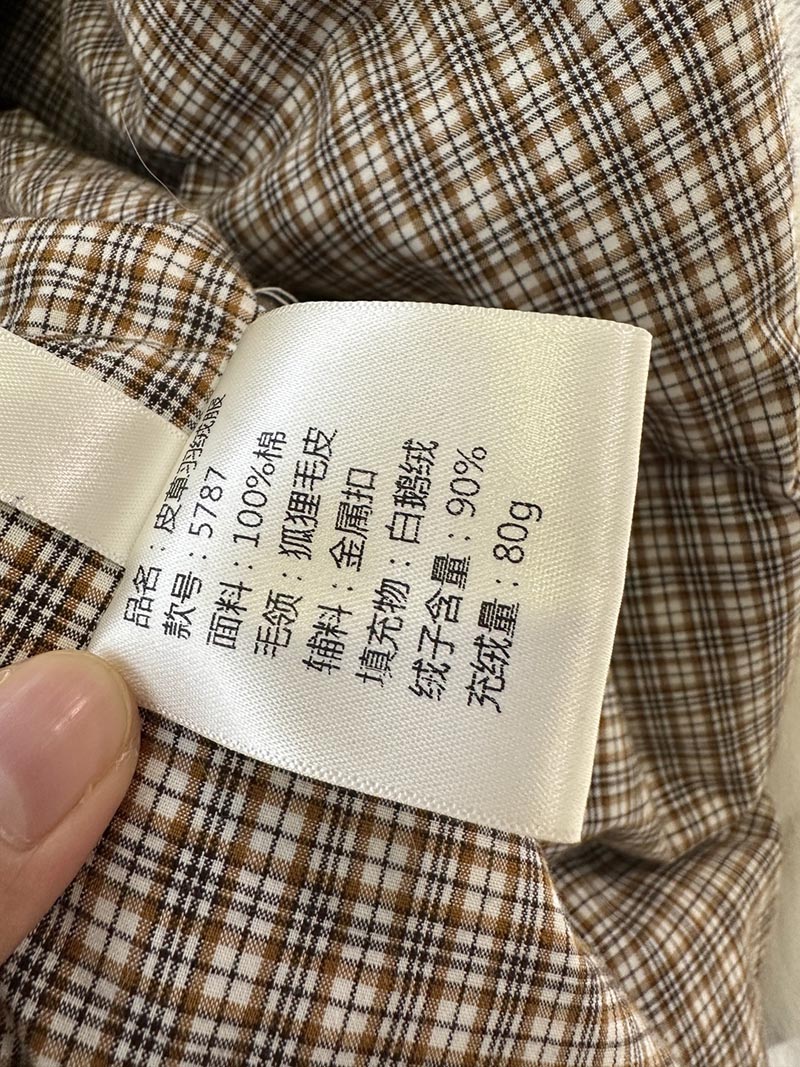 品名：皮草羽绒服
款号：5787
面料：100%棉
毛领：狐狸毛皮
辅料：金属扣
填充物：白鹅绒
绒子含量：90%
充绒量：80g